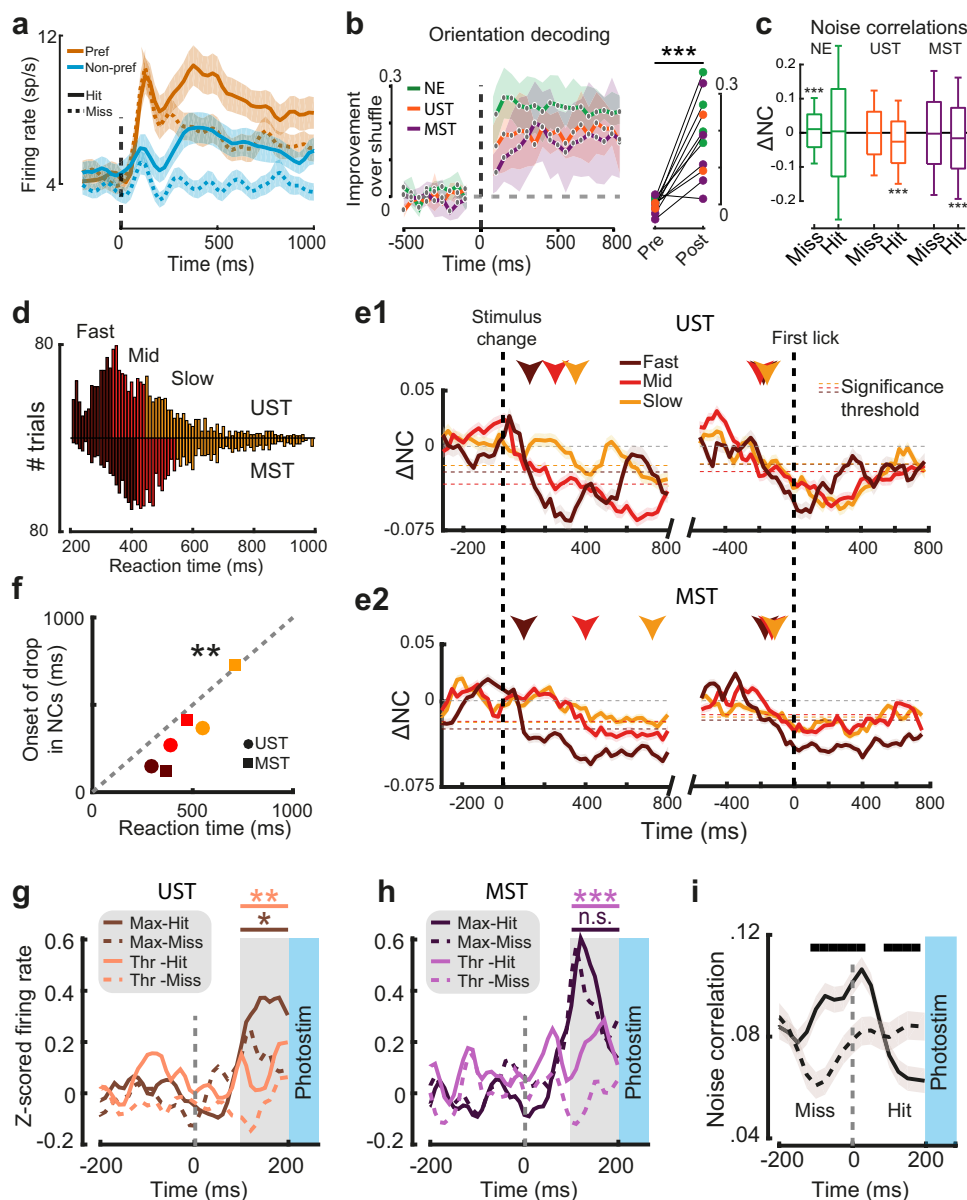 a
12
Firing rate (sp/s)
4
Pref
Non-pref
Hit
Miss
0 500 1000
Time (ms)
b
Orientation decoding
0.3
Improvement
over shuffle
0
NE
UST
MST
-500 0 500 800
Time (ms)
***
0.3
0
Pre Post
c
Noise correlations
NE UST MST
0.2
0.1
0
-0.1
-0.2
ΔNC
***
***
***
Miss Hit Miss Hit Miss Hit
d
80
Fast
Mid
Slow
UST
MST
# trials
80
200 400 600 800 1000
Reaction time (ms)
e1
Stimulus
change
UST
First lick
Fast
Mid
Slow
Significance
threshold
0.05
0
-0.075
ΔNC
-200 0 400 800
-400 0 400 800
e2
MST
0.05
0
-0.075
ΔNC
-200 0 400 800
-400 0 400 800
Time (ms)
f
1000
Onset of drop
in NCs (ms)
0
**
UST
MST
0 500 1000
Reaction time (ms)
g
UST
**
*
Max-Hit
Max-Miss
Thr -Hit
Thr -Miss
0.6
0.4
0.2
0
-0.2
Z-scored firing rate
Photostim
-200 0 200
Time (ms)
h
MST
***
n.s.
Max-Hit
Max-Miss
Thr -Hit
Thr -Miss
0.6
0.4
0.2
0
-0.2
Photostim
-200 0 200
Time (ms)
i
.12
.08
.04
Noise correlation
Miss Hit
Photostim
-200 0 200
Time (ms)